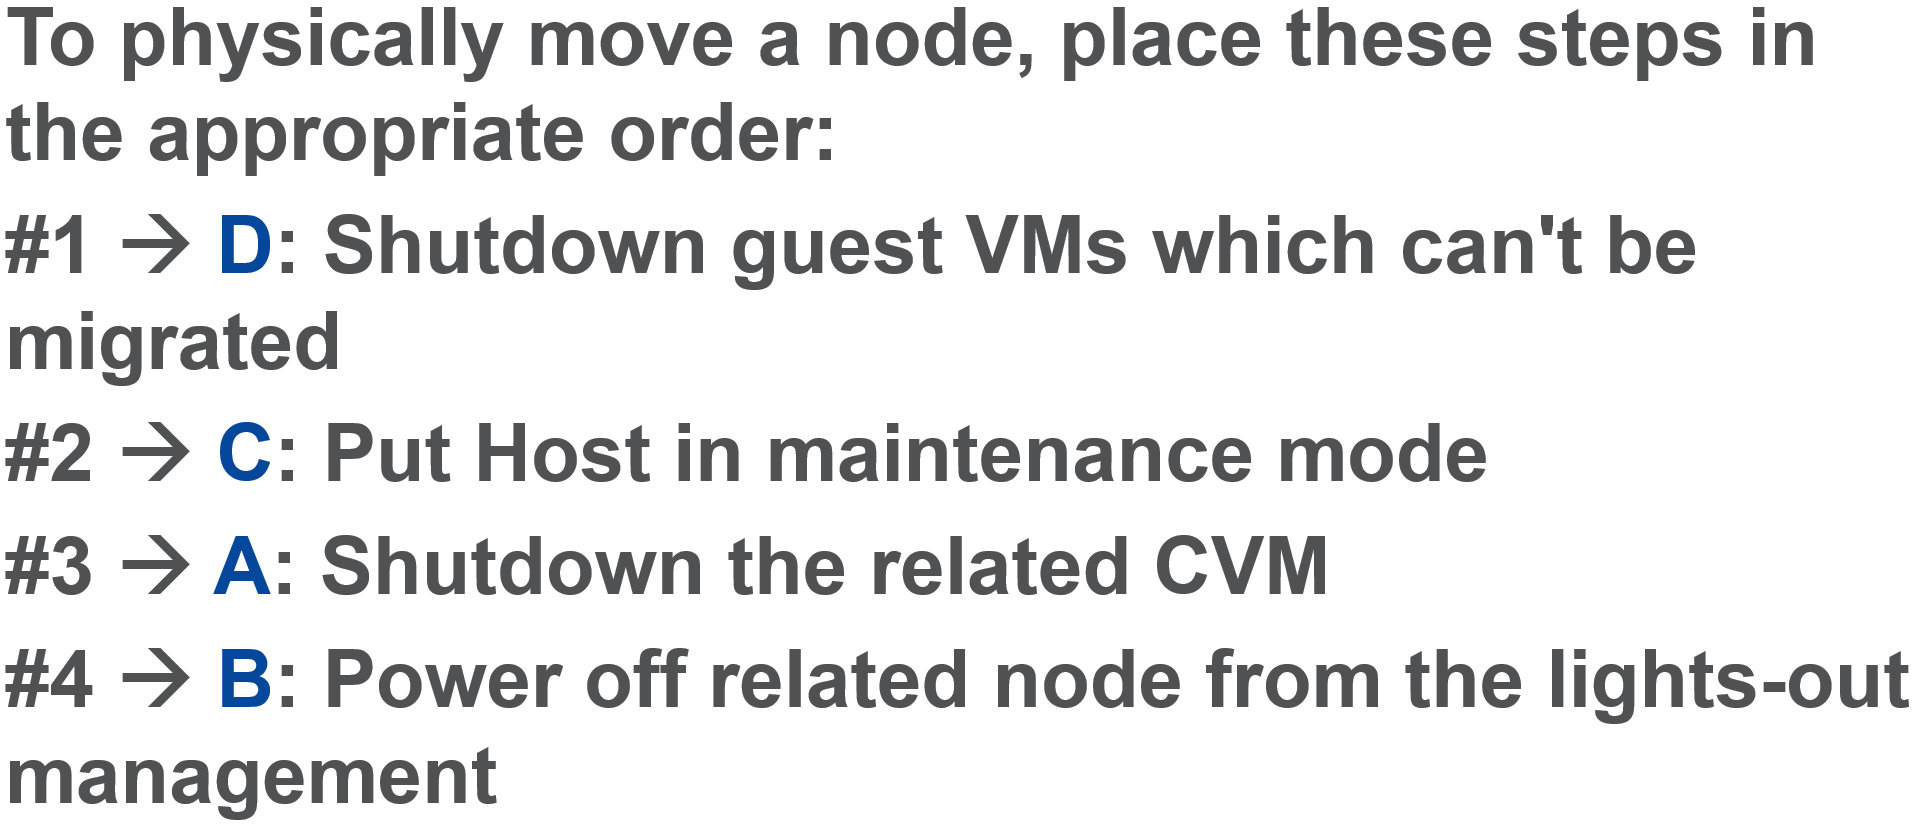 To physically move a node, place these steps in
the appropriate order:
#1 → D: Shutdown guest VMs which can't be
migrated
#2 → C: Put Host in maintenance mode
#3 → A: Shutdown the related CVM
#4 → B: Power off related node from the lights-out
management